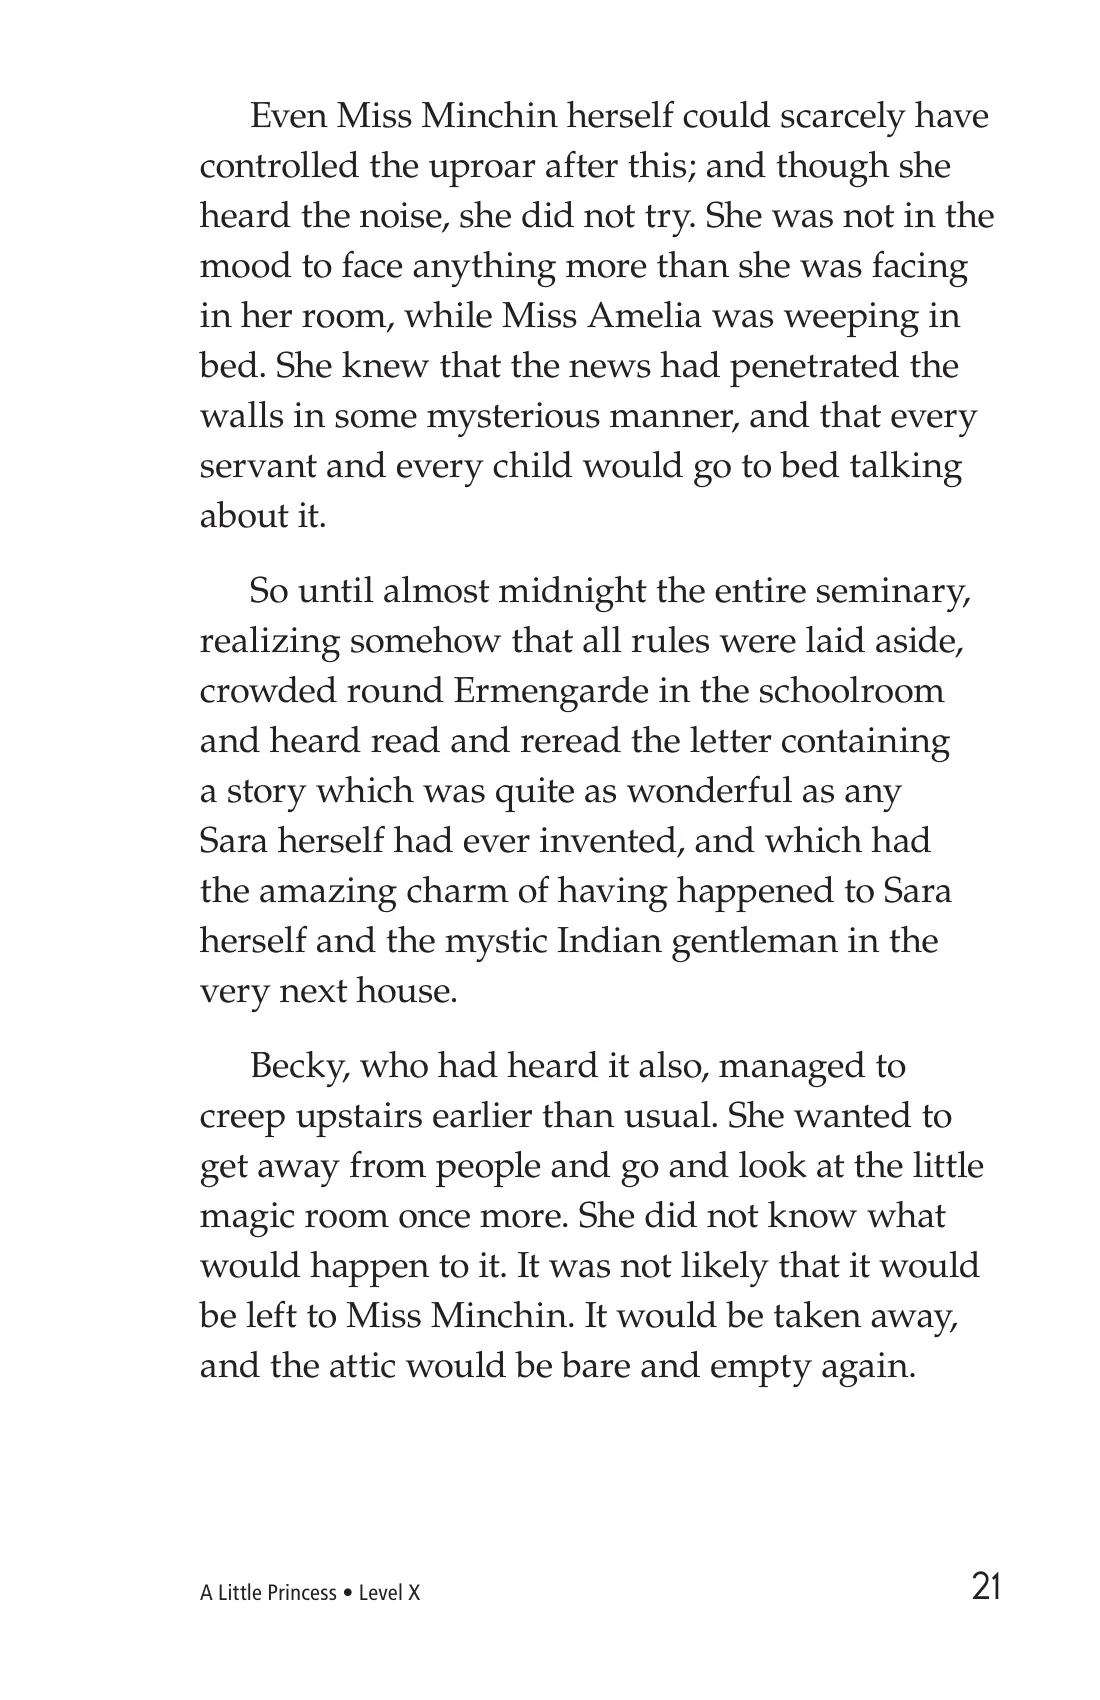 Even Miss Minchin herself could scarcely have
controlled the uproar after this; and though she
heard the noise, she did not try. She was not in the
mood to face anything more than she was facing
in her room, while Miss Amelia was weeping in
bed. She knew that the news had penetrated the
walls in some mysterious manner, and that every
servant and every child would go to bed talking
about it.
So until almost midnight the entire seminary,
realizing somehow that all rules were laid aside,
crowded round Ermengarde in the schoolroom
and heard read and reread the letter containing
a story which was quite as wonderful as any
Sara herself had ever invented, and which had
the amazing charm of having happened to Sara
herself and the mystic Indian gentleman in the
very next house.
Becky, who had heard it also, managed to
creep upstairs earlier than usual. She wanted to
get away from people and go and look at the little
magic room once more. She did not know what
would happen to it. It was not likely that it would
be left to Miss Minchin. It would be taken away,
and the attic would be bare and empty again.
A Little Princess • Level X
21